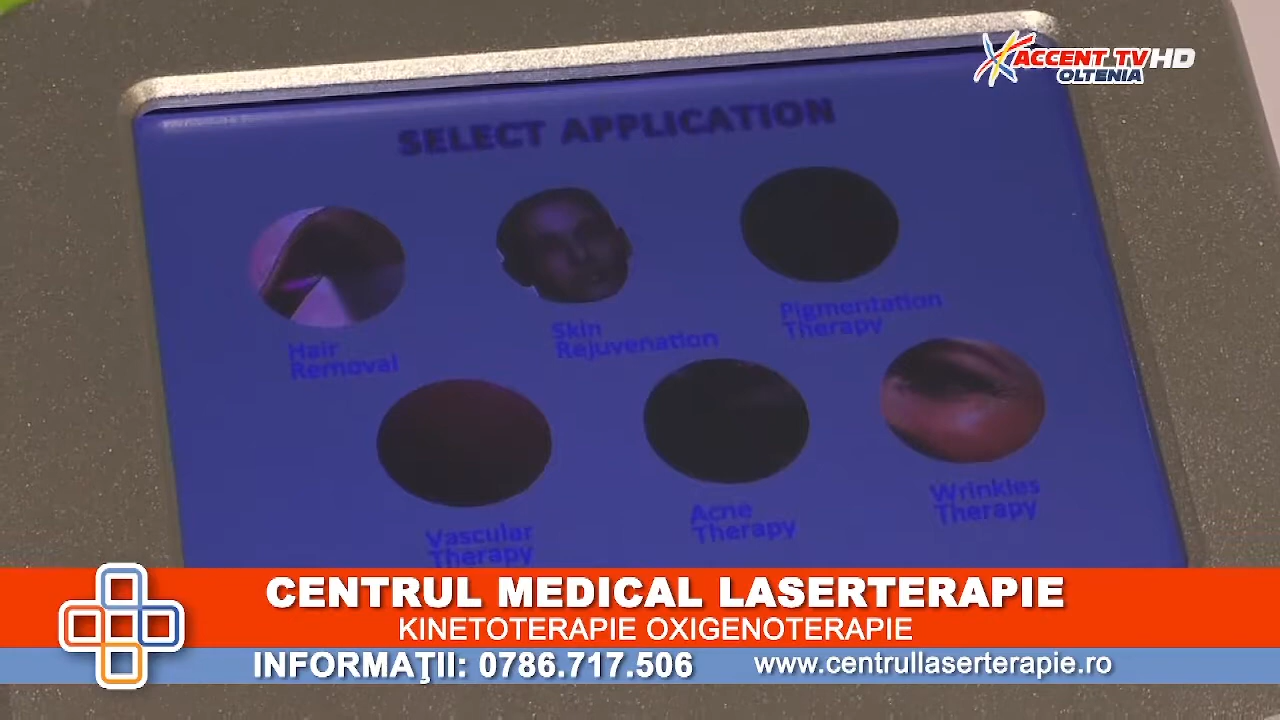 ACCENT TV HD
OLTENIA
SELECT APPLICATION
Hair
Removal
Skin
Rejuvenation
Pigmentation
Therapy
Vascular
Therapy
Acne
Therapy
Wrinkles
Therapy
CENTRUL MEDICAL LASERTERAPIE
KINETOTERAPIE OXIGENOTERAPIE
INFORMAŢII: 0786.717.506
www.centrullaserterapie.ro